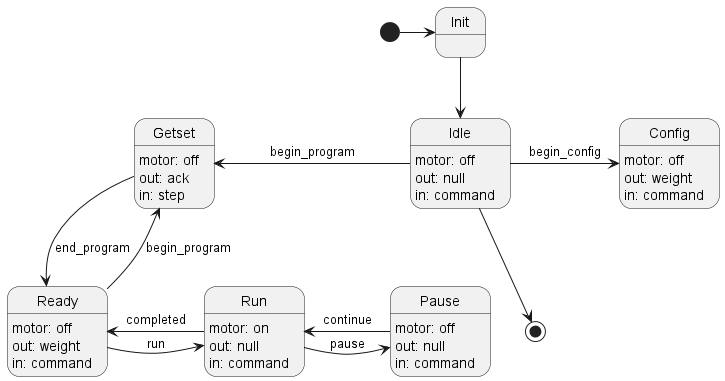 Init
Getset
motor: off
out: ack
in: step
begin_program
Idle
motor: off
out: null
in: command
begin_config
Config
motor: off
out: weight
in: command
end_program
begin_program
Ready
motor: off
out: weight
in: command
completed
run
Run
motor: on
out: null
in: command
continue
pause
Pause
motor: off
out: null
in: command